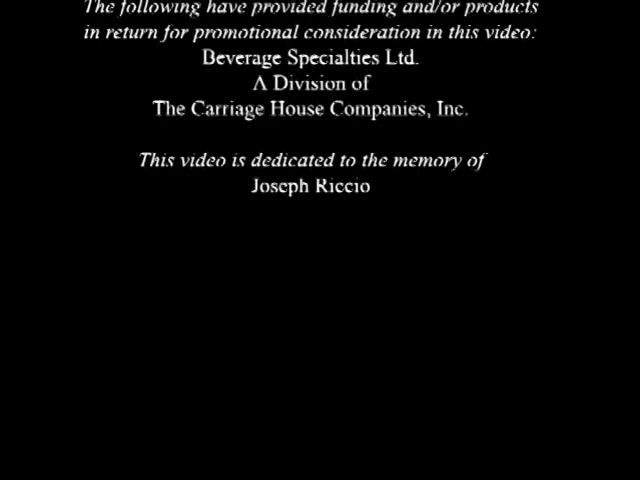 The following have provided funding and/or products
in return for promotional consideration in this video:
Beverage Specialties Ltd.
A Division of
The Carriage House Companies, Inc.
This video is dedicated to the memory of
Joseph Riccio